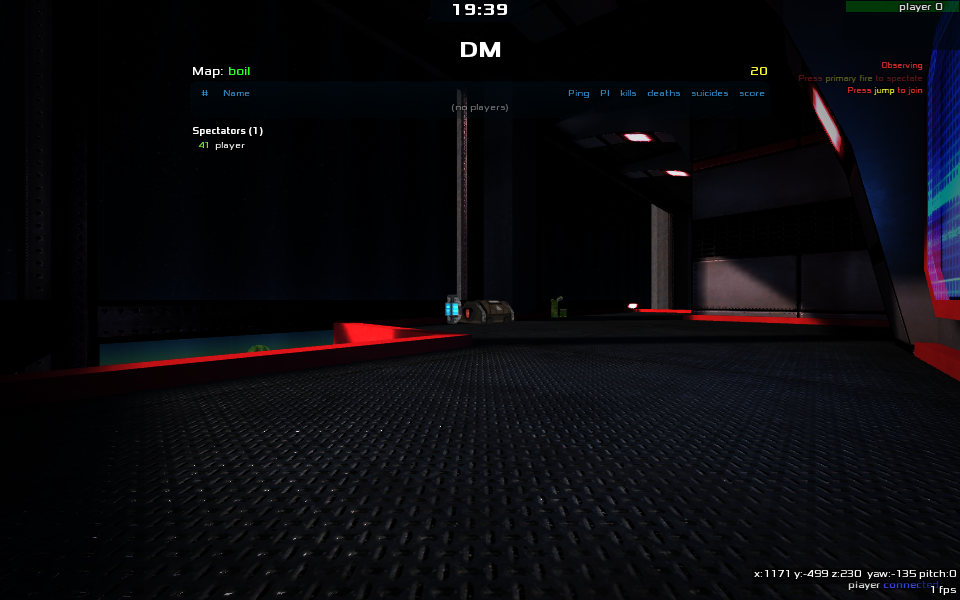 19:39
player 0
DM
Map: boil
20
Observing
Press primary fire to spectate
Press jump to join
# Name Ping Pl kills deaths suicides score
(no players)
Spectators (1)
41 player
x:1171 y:-499 z:230 yaw:-135 pitch:0
player connected
1 fps